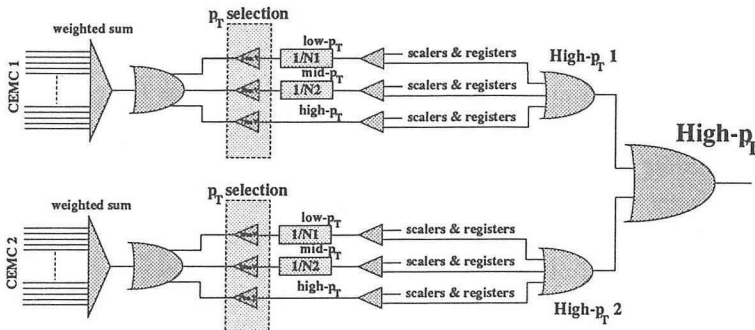 weighted sum
p_T selection
low-p_T
scalers & registers
High-p_T 1
CEMC 1
1/N1
mid-p_T
1/N2
scalers & registers
high-p_T
scalers & registers
High-p_T
weighted sum
p_T selection
low-p_T
scalers & registers
CEMC 2
1/N1
mid-p_T
1/N2
scalers & registers
high-p_T
scalers & registers
High-p_T 2